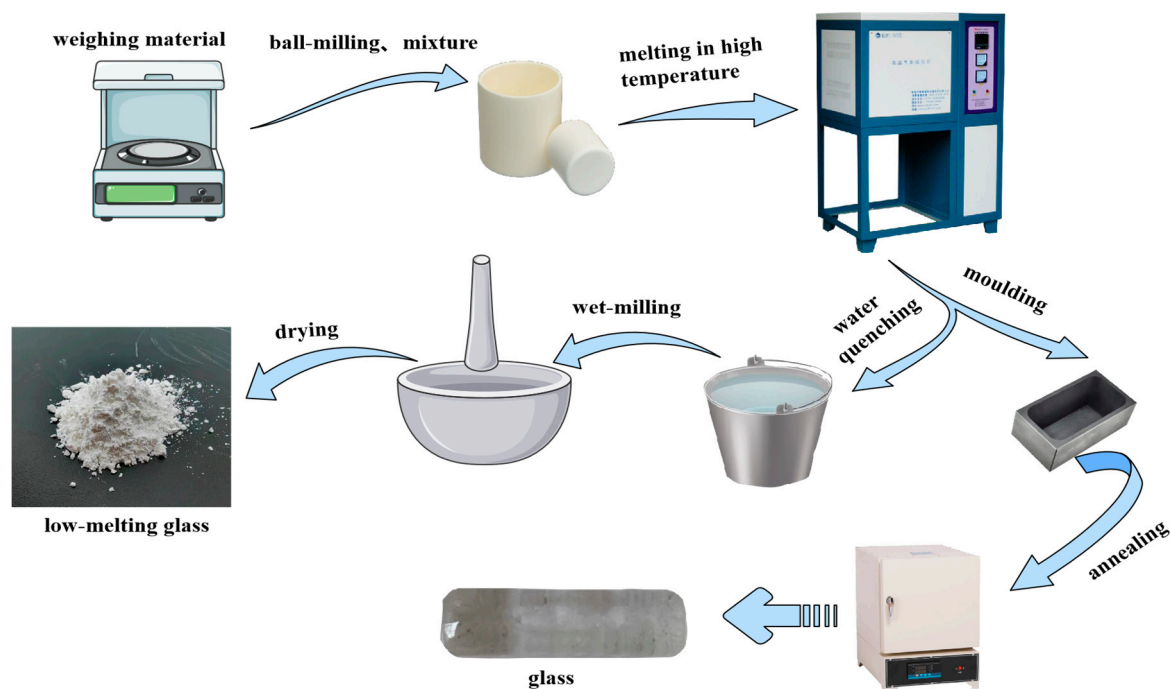 weighing material
ball-milling、mixture
melting in high
temperature
moulding
water
quenching
wet-milling
drying
low-melting glass
annealing
glass